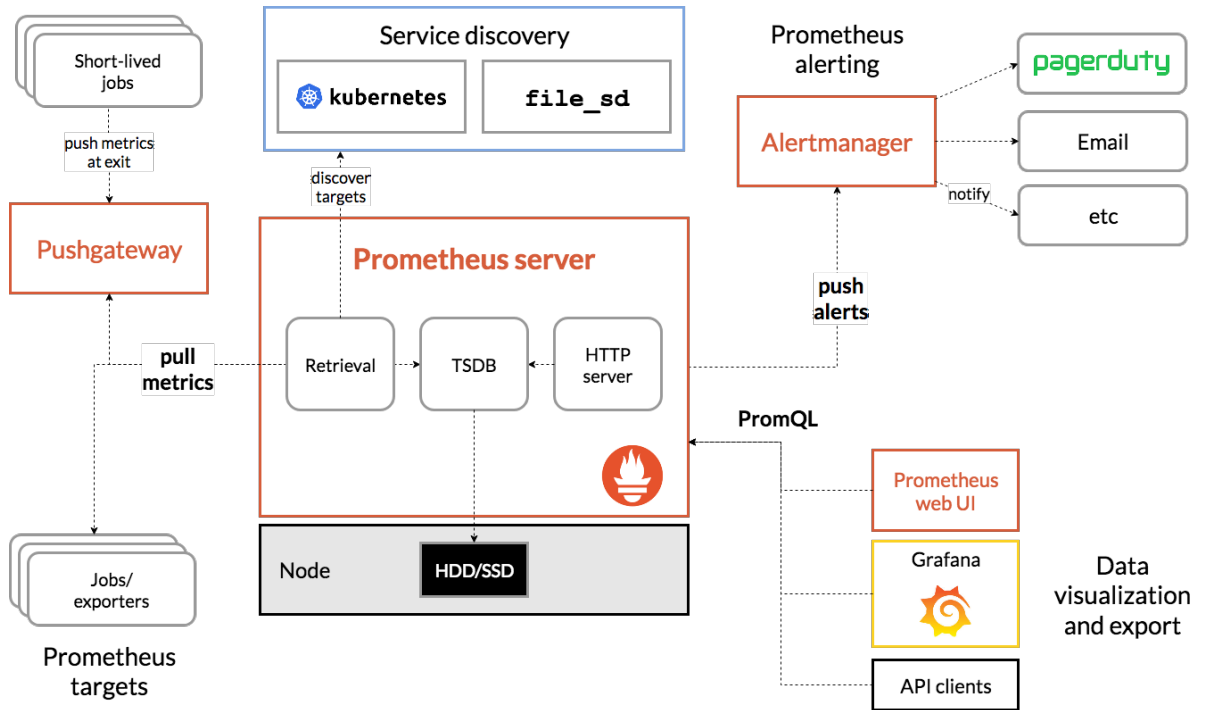 Short-lived
jobs
push metrics
at exit
Pushgateway
pull
metrics
Jobs/
exporters
Prometheus
targets
Service discovery
kubernetes
file_sd
discover
targets
Prometheus server
Retrieval
TSDB
HTTP
server
Node
HDD/SSD
Prometheus
alerting
Alertmanager
pagerduty
Email
notify
etc
push
alerts
PromQL
Prometheus
web UI
Grafana
API clients
Data
visualization
and export